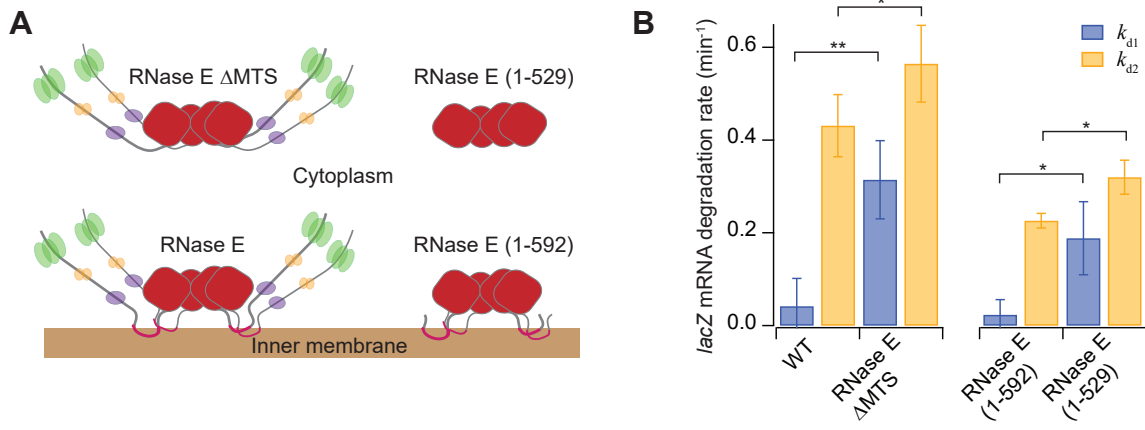 A
RNase E ΔMTS
RNase E (1-529)
Cytoplasm
RNase E
RNase E (1-592)
Inner membrane
B
lacZ mRNA degradation rate (min-1)
0.6
0.4
0.2
0.0
**
*
*
*
kd1
kd2
WT
RNase E
ΔMTS
RNase E
(1-592)
RNase E
(1-529)